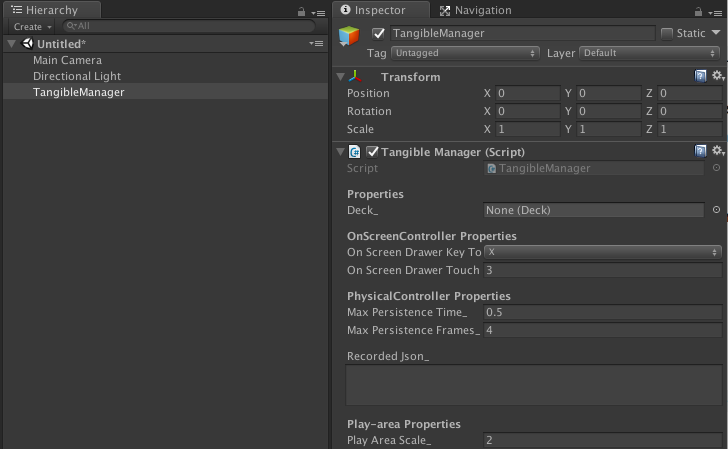 Hierarchy
Create
All
Untitled*
Main Camera
Directional Light
TangibleManager
Inspector
Navigation
TangibleManager
Static
Tag
Untagged
Layer
Default
Transform
Position
X 0 Y 0 Z 0
Rotation
X 0 Y 0 Z 0
Scale
X 1 Y 1 Z 1
C#
Tangible Manager (Script)
Script
TangibleManager
Properties
Deck_
None (Deck)
OnScreenController Properties
On Screen Drawer Key To
X
On Screen Drawer Touch
3
PhysicalController Properties
Max Persistence Time_
0.5
Max Persistence Frames_
4
Recorded Json_
Play-area Properties
Play Area Scale_
2